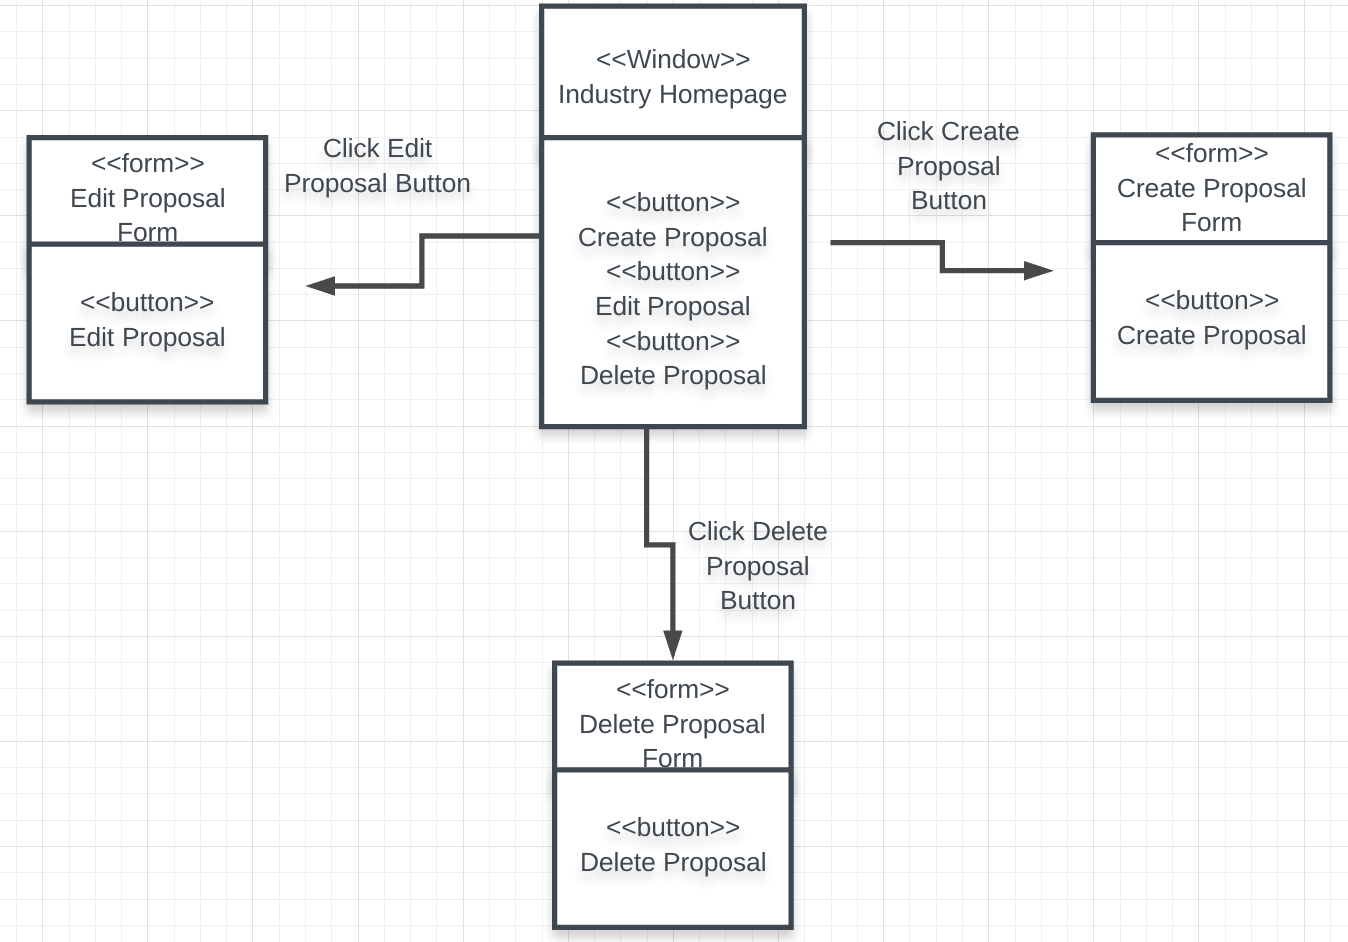 <<Window>>
Industry Homepage
<<button>>
Create Proposal
<<button>>
Edit Proposal
<<button>>
Delete Proposal
Click Edit
Proposal Button
<<form>>
Edit Proposal
Form
<<button>>
Edit Proposal
Click Create
Proposal
Button
<<form>>
Create Proposal
Form
<<button>>
Create Proposal
Click Delete
Proposal
Button
<<form>>
Delete Proposal
Form
<<button>>
Delete Proposal